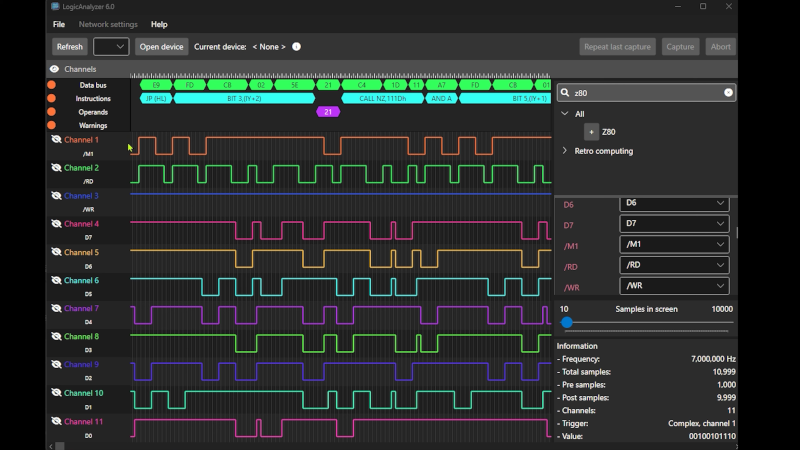 LogicAnalyzer 6.0
File Network settings Help
Refresh Open device Current device: < None > Repeat last capture Capture Abort
Channels
Data bus E9 FD CB 02 5E 21 C4 1D 11 A7 FD CB 01
Instructions JP (HL) BIT 3,(IY+2) CALL NZ,111Dh AND A BIT 5,(IY+1)
Operands 21
Warnings
Channel 1
/M1
Channel 2
/RD
Channel 3
/WR
Channel 4
D7
Channel 5
D6
Channel 6
D5
Channel 7
D4
Channel 8
D3
Channel 9
D2
Channel 10
D1
Channel 11
D0
z80
All
+ Z80
Retro computing
D6 D6
D7 D7
/M1 /M1
/RD /RD
/WR /WR
10 Samples in screen 10000
Information
- Frequency: 7,000,000 Hz
- Total samples: 10,999
- Pre samples: 1,000
- Post samples: 9,999
- Channels: 11
- Trigger: Complex, channel 1
- Value: 00100101110